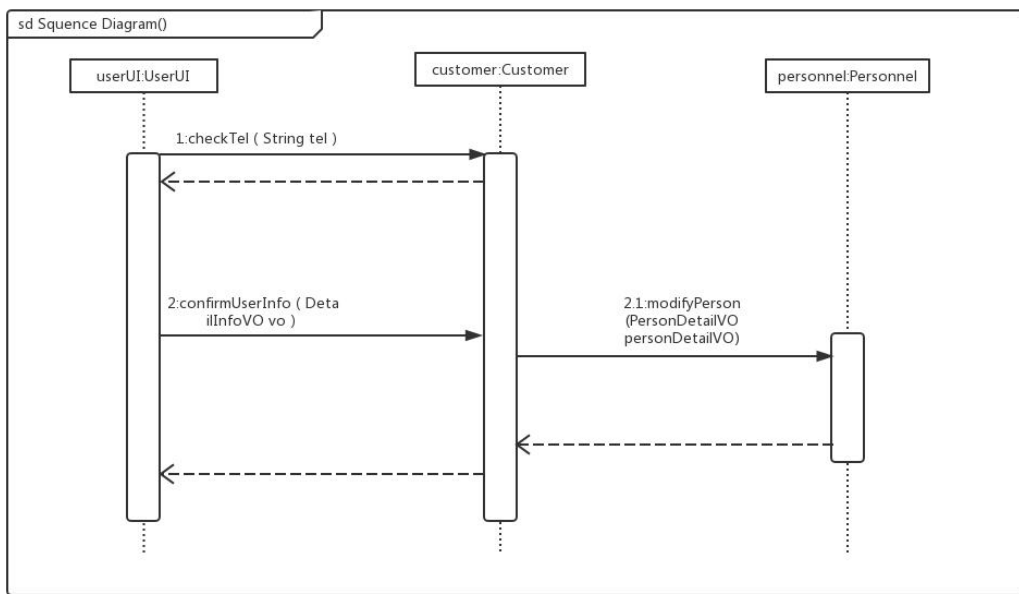 sd Squence Diagram()
userUI:UserUI
customer:Customer
personnel:Personnel
1:checkTel ( String tel )
2:confirmUserInfo ( Deta
ilInfoVO vo )
2.1:modifyPerson
(PersonDetailVO
personDetailVO)